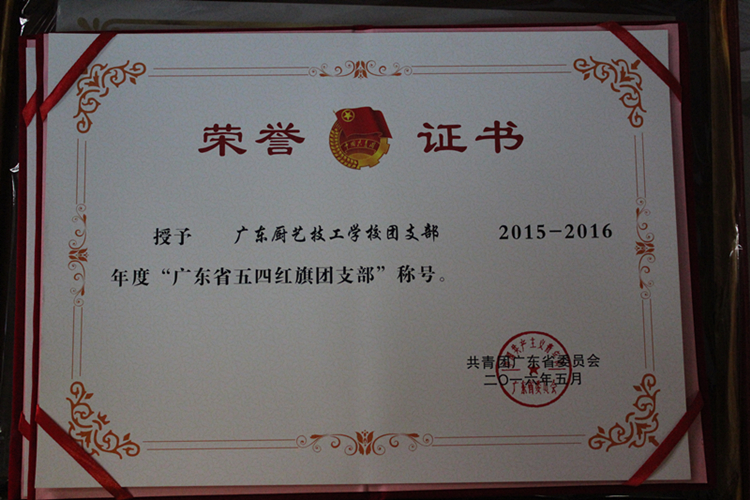 荣誉 证书
授予 广东厨艺技工学校团支部 2015-2016
年度“广东省五四红旗团支部”称号。
共青团广东省委员会
二〇一六年五月